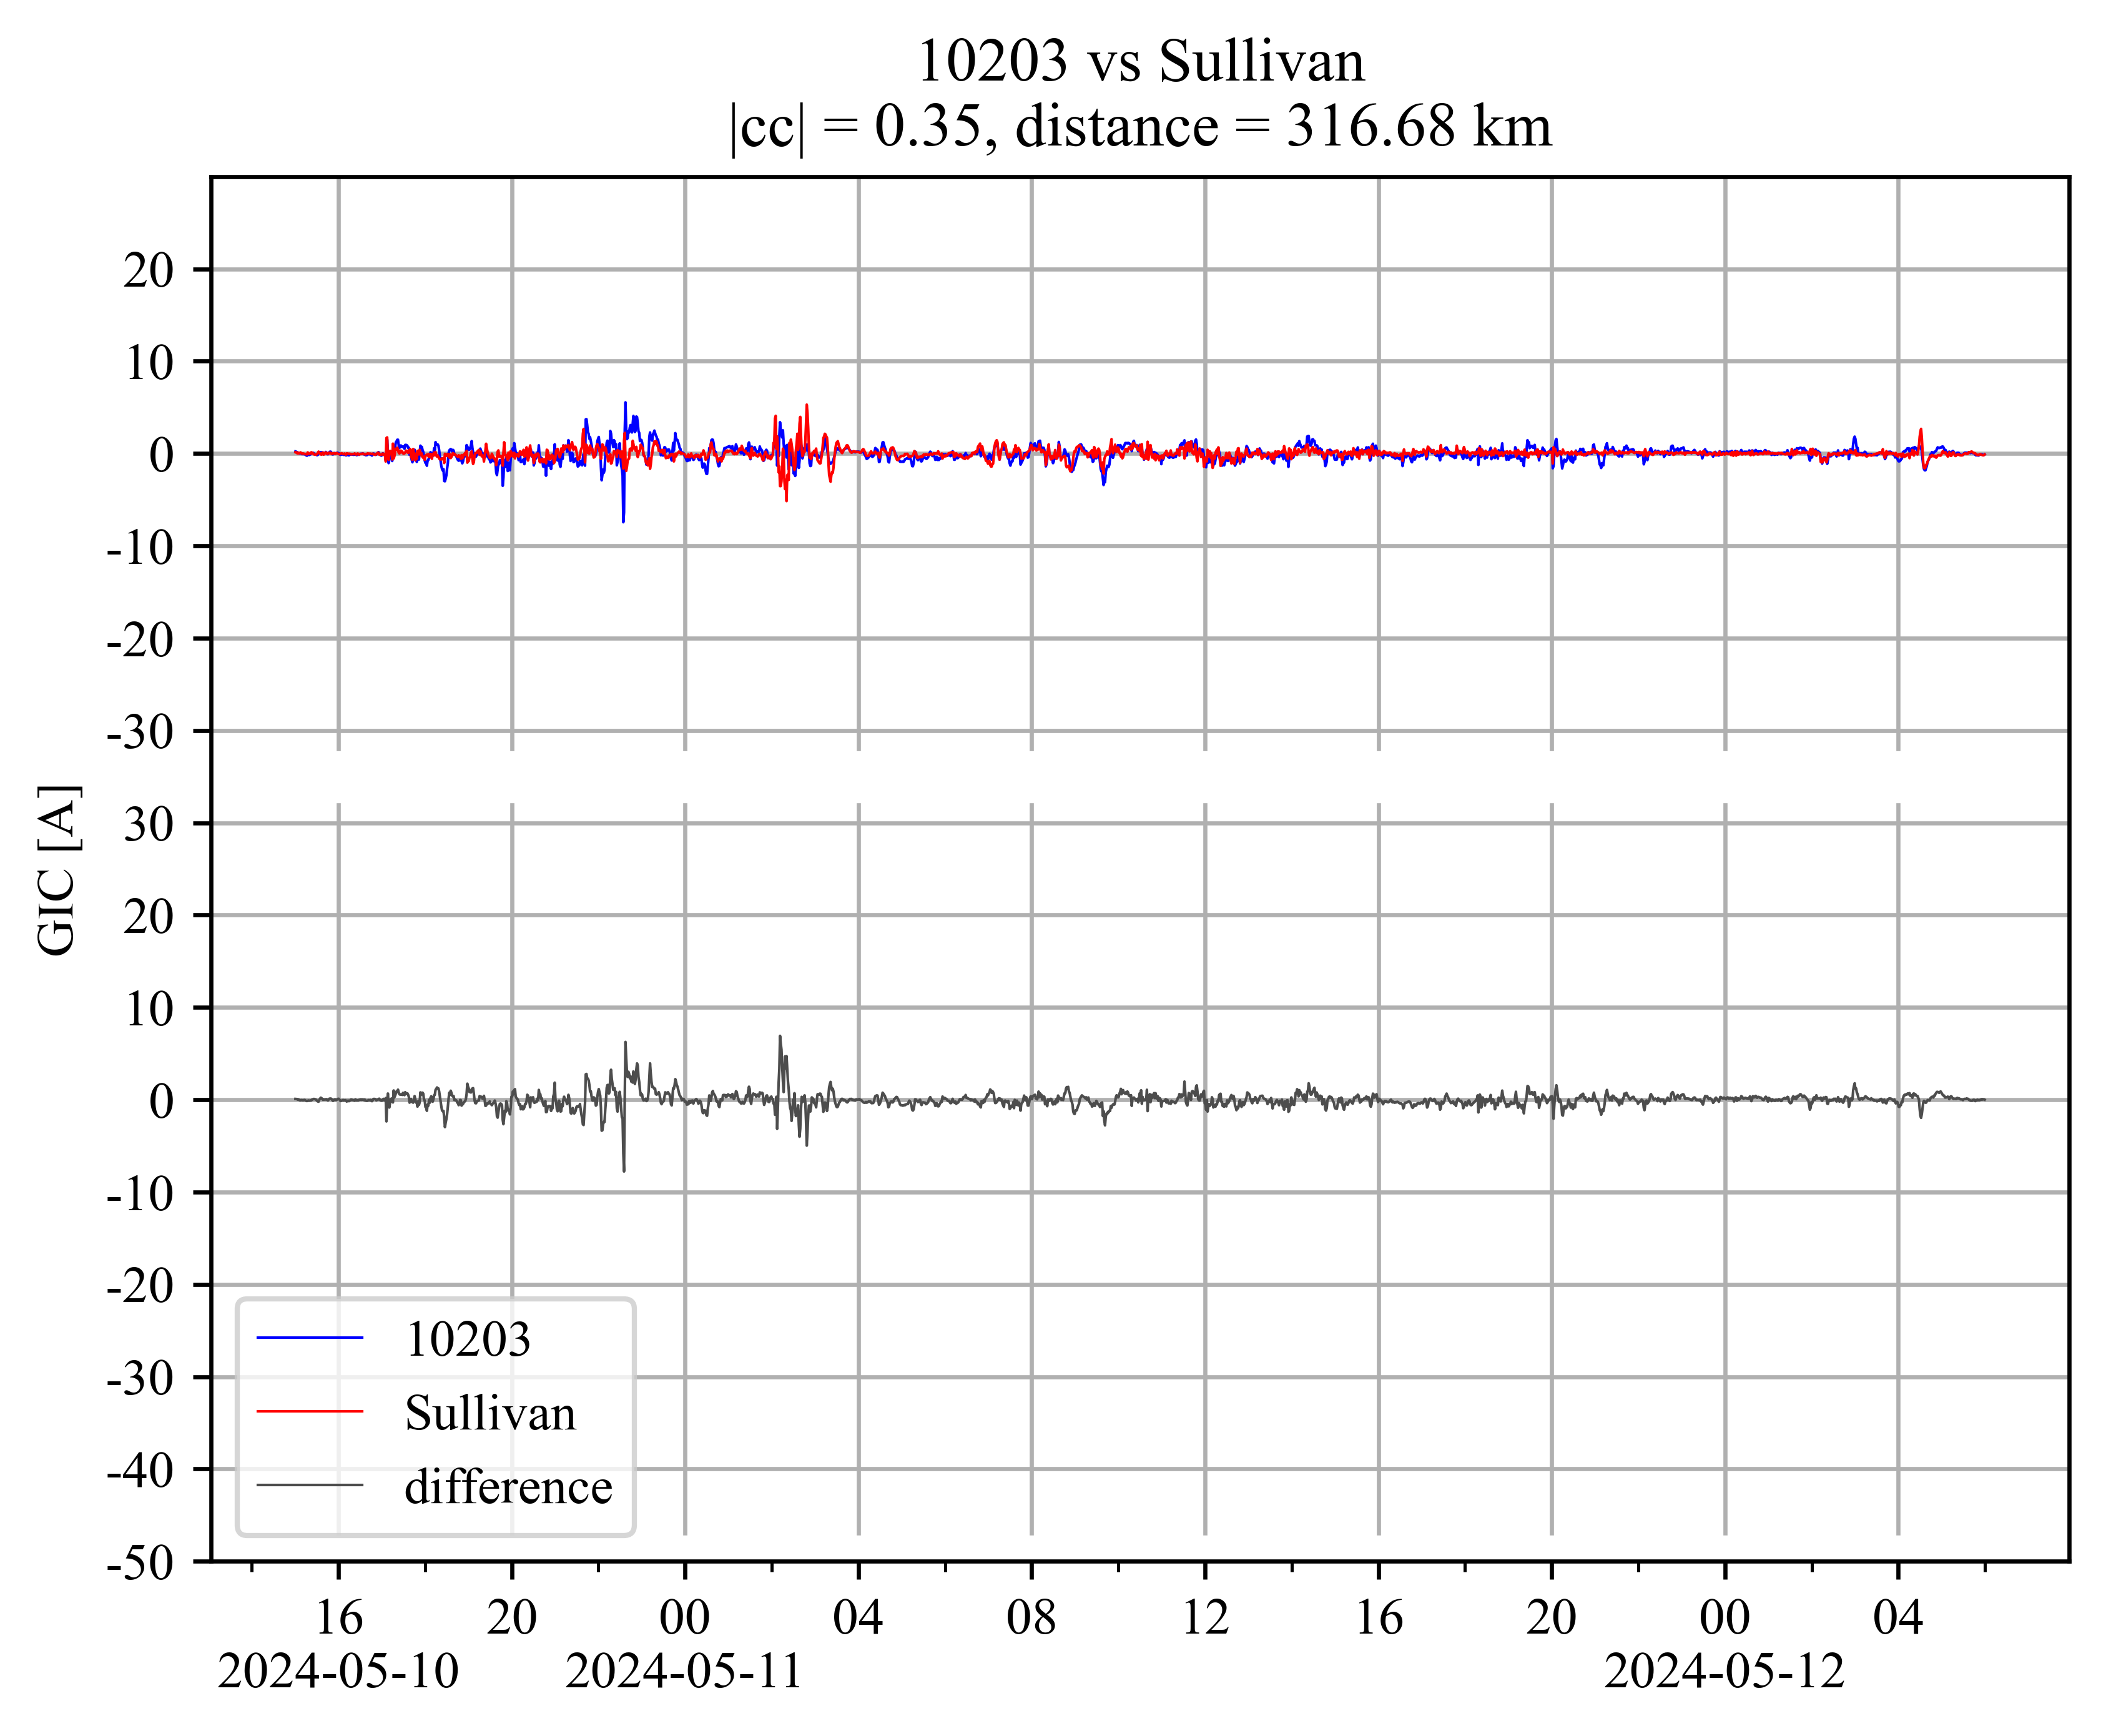 10203 vs Sullivan
|cc| = 0.35, distance = 316.68 km
20
10
0
-10
-20
-30
30
20
10
0
-10
-20
-30
-40
-50
GIC [A]
10203
Sullivan
difference
16 20 00 04 08 12 16 20 00 04
2024-05-10 2024-05-11 2024-05-12